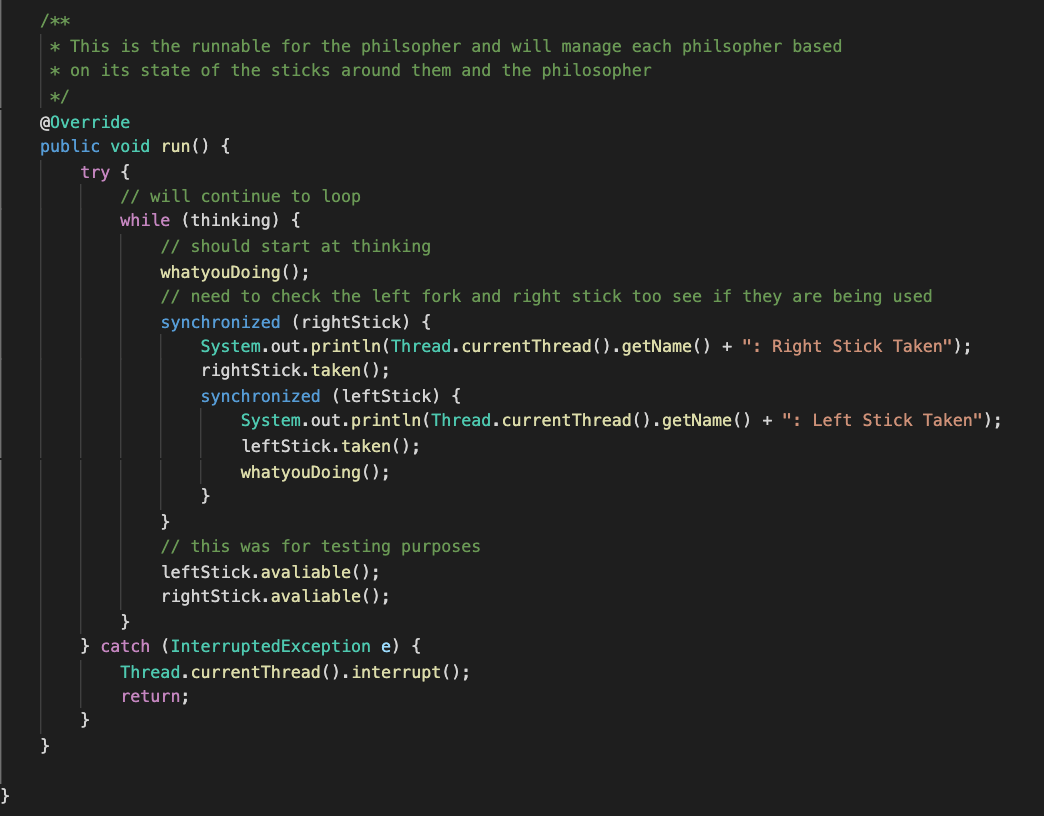 /**
 * This is the runnable for the philsopher and will manage each philsopher based
 * on its state of the sticks around them and the philosopher
 */
@Override
public void run() {
    try {
        // will continue to loop
        while (thinking) {
            // should start at thinking
            whatyouDoing();
            // need to check the left fork and right stick too see if they are being used
            synchronized (rightStick) {
                System.out.println(Thread.currentThread().getName() + ": Right Stick Taken");
                rightStick.taken();
                synchronized (leftStick) {
                    System.out.println(Thread.currentThread().getName() + ": Left Stick Taken");
                    leftStick.taken();
                    whatyouDoing();
                }
            }
            // this was for testing purposes
            leftStick.avaliable();
            rightStick.avaliable();
        }
    } catch (InterruptedException e) {
        Thread.currentThread().interrupt();
        return;
    }
}
}